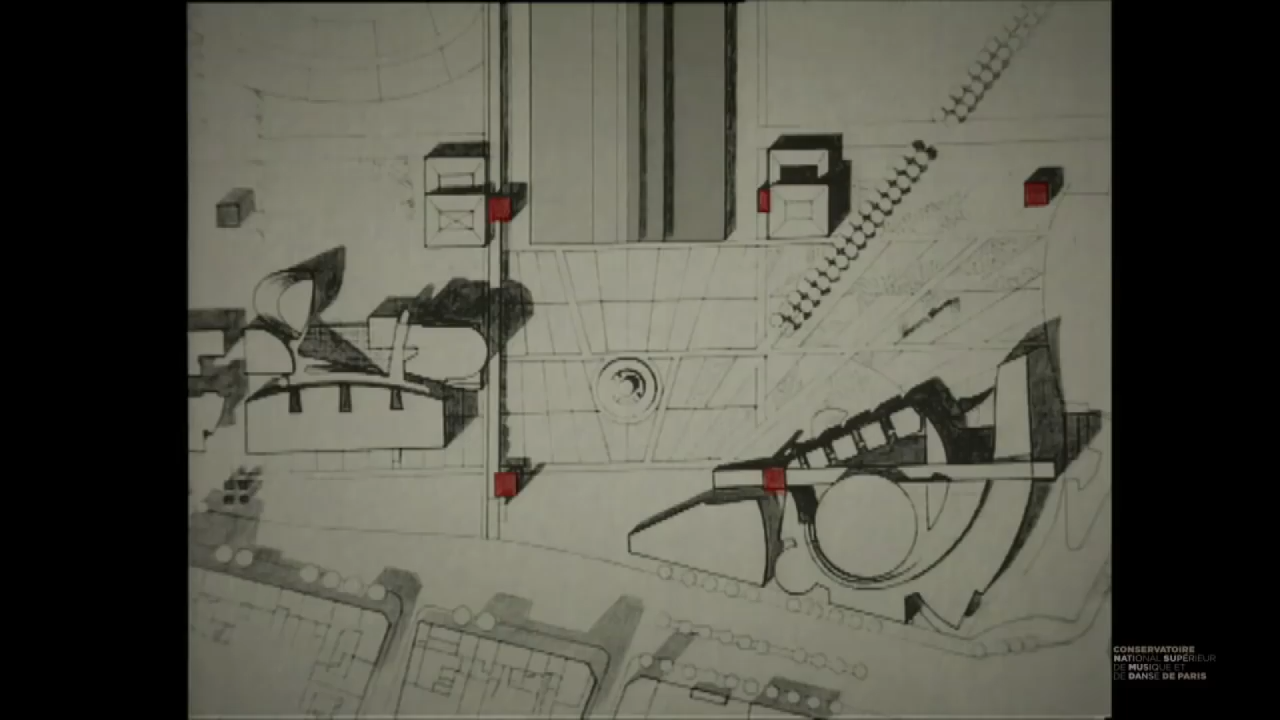 CONSERVATOIRE
NATIONAL SUPÉRIEUR
DE MUSIQUE ET
DE DANSE DE PARIS